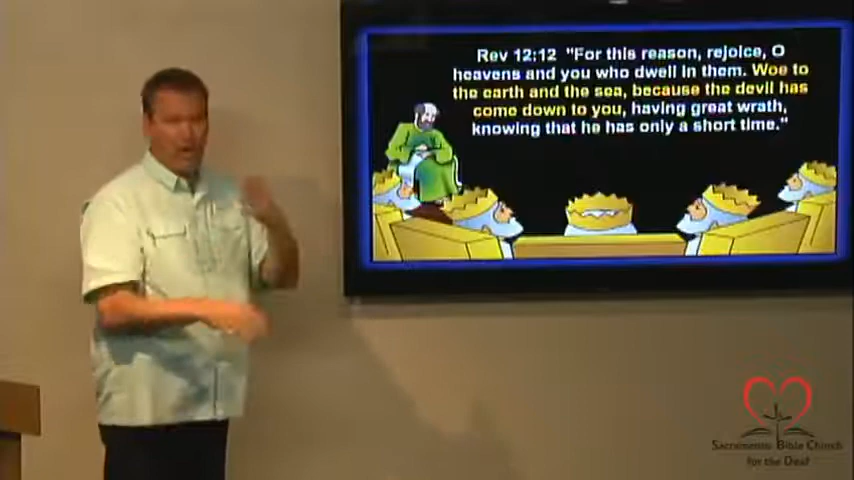 Rev 12:12 "For this reason, rejoice, O
heavens and you who dwell in them. Woe to
the earth and the sea, because the devil has
come down to you, having great wrath,
knowing that he has only a short time."
Sacramento Bible Church
for the Deaf